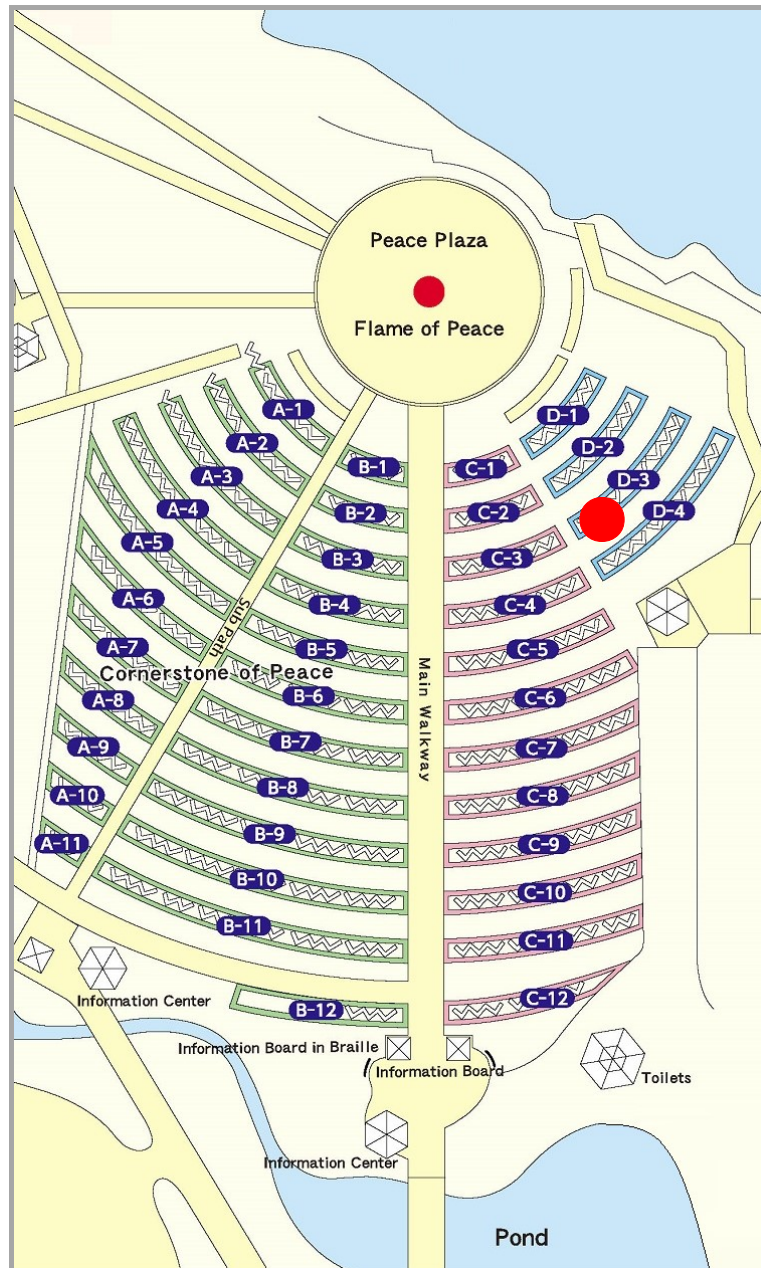 Peace Plaza
Flame of Peace
A-1
A-2
A-3
A-4
A-5
A-6
A-7
A-8
A-9
A-10
A-11
B-1
B-2
B-3
B-4
B-5
B-6
B-7
B-8
B-9
B-10
B-11
B-12
C-1
C-2
C-3
C-4
C-5
C-6
C-7
C-8
C-9
C-10
C-11
C-12
D-1
D-2
D-3
D-4
Sub Path
Cornerstone of Peace
Main Walkway
Information Center
Information Board in Braille
Information Board
Toilets
Information Center
Pond